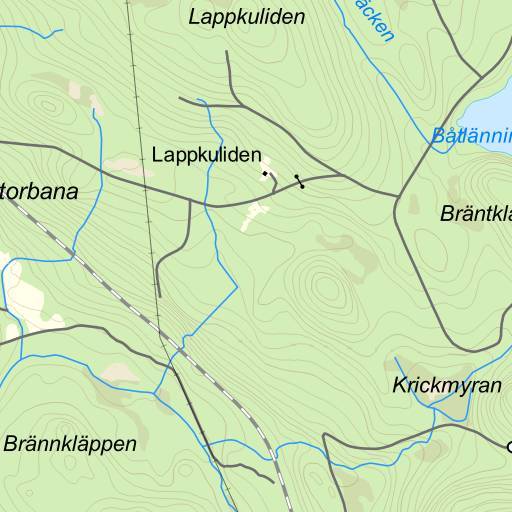 Lappkuliden
äcken
Båtlännin
Lappkuliden
torbana
Bräntkla
Krickmyran
Brännkläppen